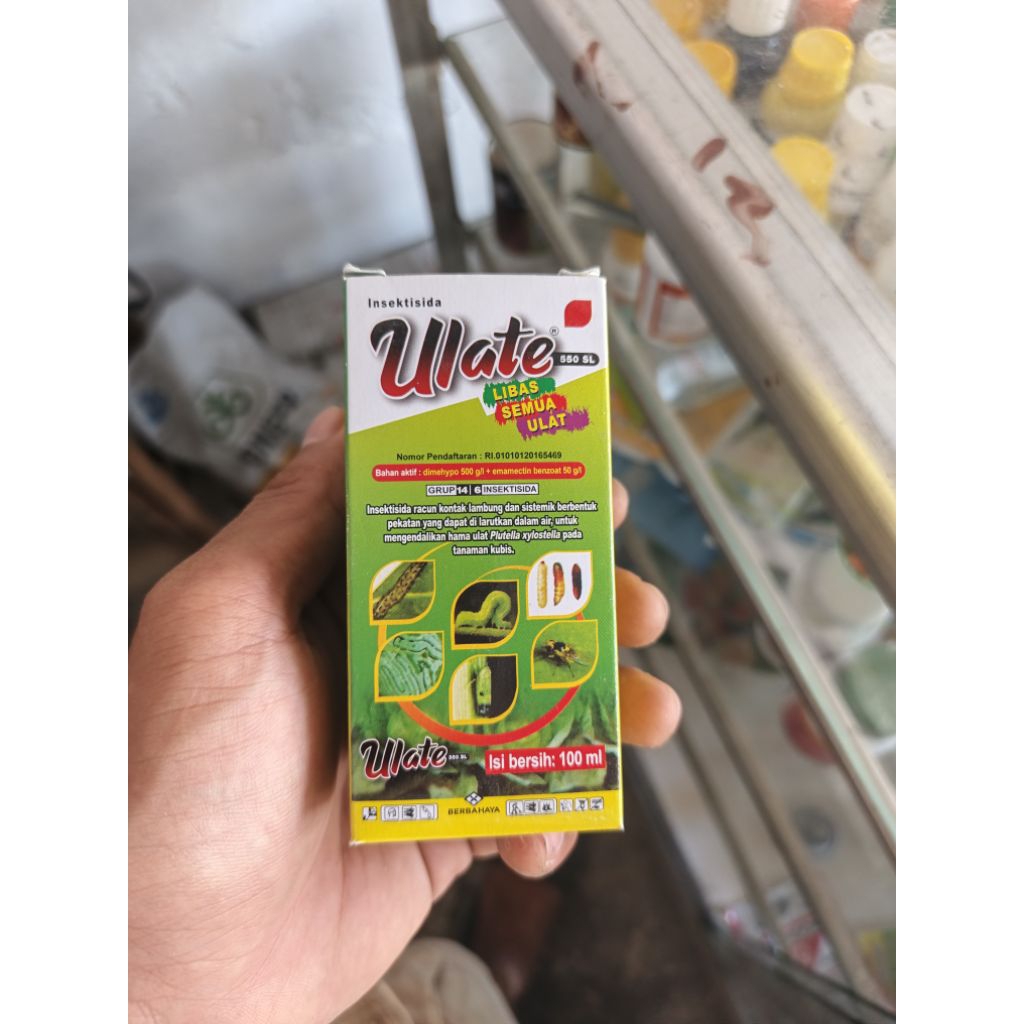 Insektisida
Ulate®
550 SL
LIBAS
SEMUA
ULAT
Nomor Pendaftaran : RI.01010120165469
Bahan aktif : dimehypo 500 g/l + emamectin benzoat 50 g/l
GRUP 14 6 INSEKTISIDA
Insektisida racun kontak lambung dan sistemik berbentuk
pekatan yang dapat di larutkan dalam air, untuk
mengendalikan hama ulat Plutella xylostella pada
tanaman kubis.
Ulate 550 SL
Isi bersih: 100 ml
BERBAHAYA